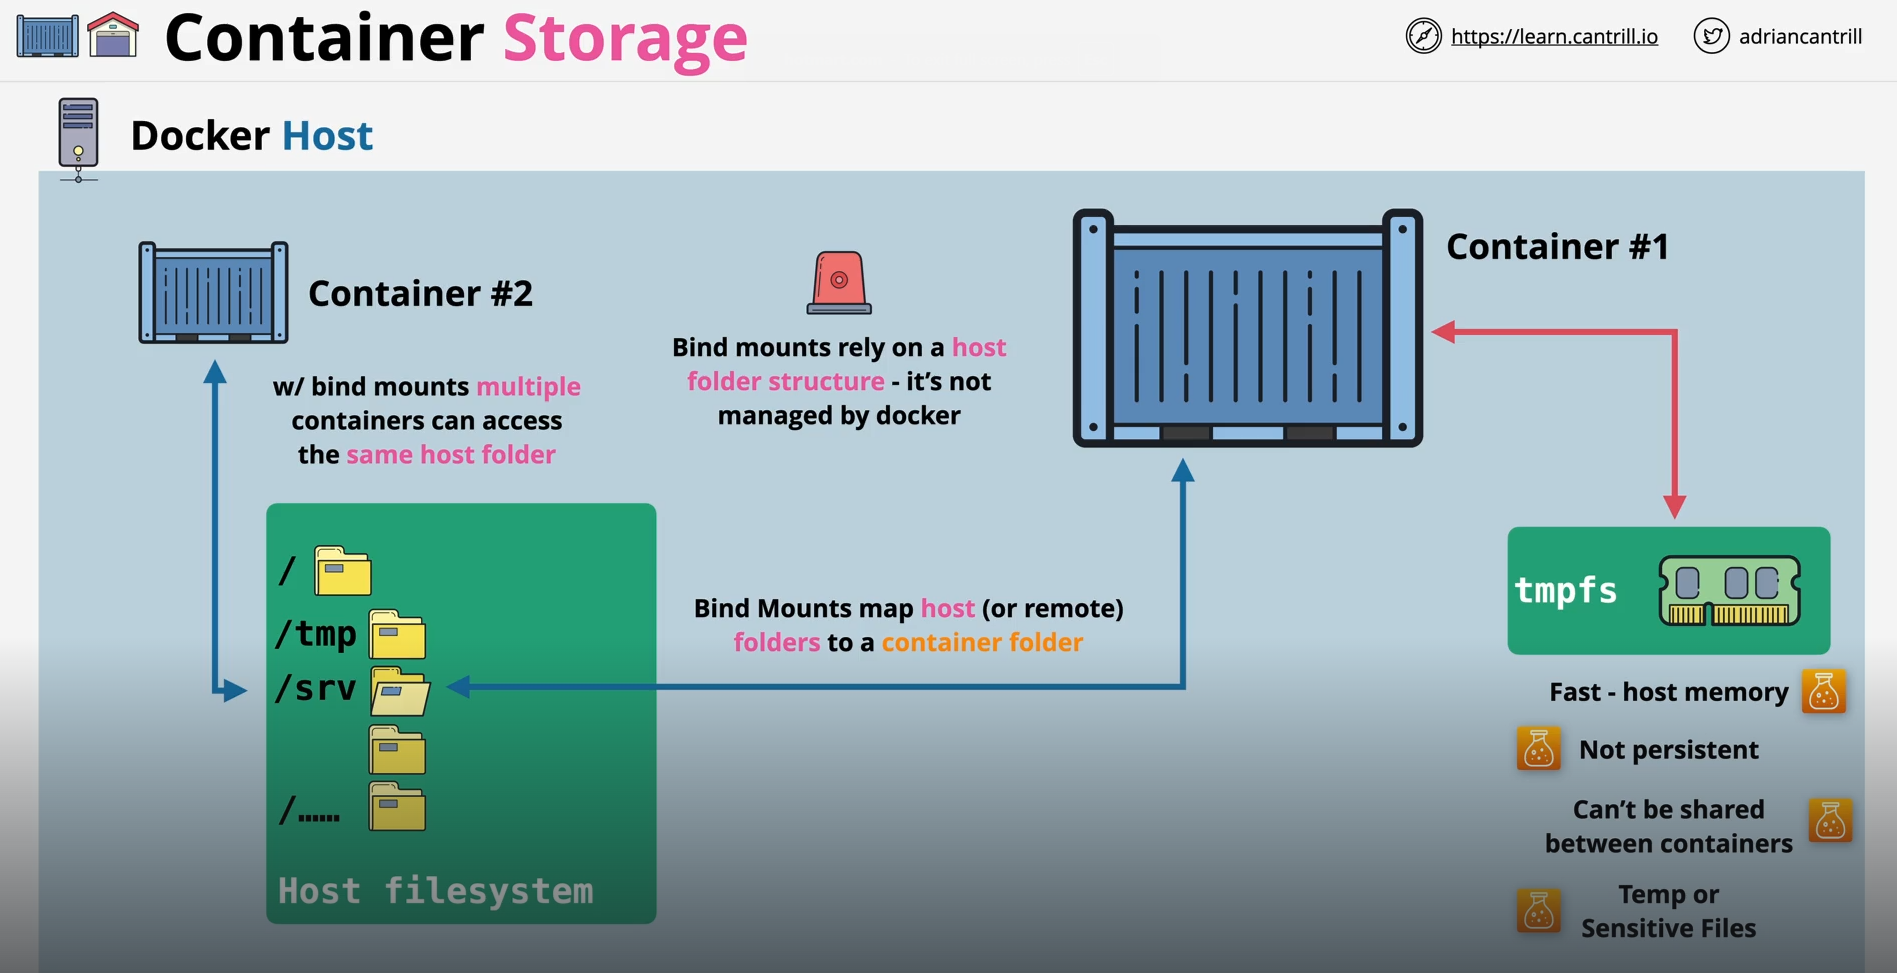 Container Storage
https://learn.cantrill.io
adriancantrill
Docker Host
Container #2
w/ bind mounts multiple
containers can access
the same host folder
Bind mounts rely on a host
folder structure - it’s not
managed by docker
Container #1
/
/tmp
/srv
/......
Host filesystem
Bind Mounts map host (or remote)
folders to a container folder
tmpfs
Fast - host memory
Not persistent
Can’t be shared
between containers
Temp or
Sensitive Files